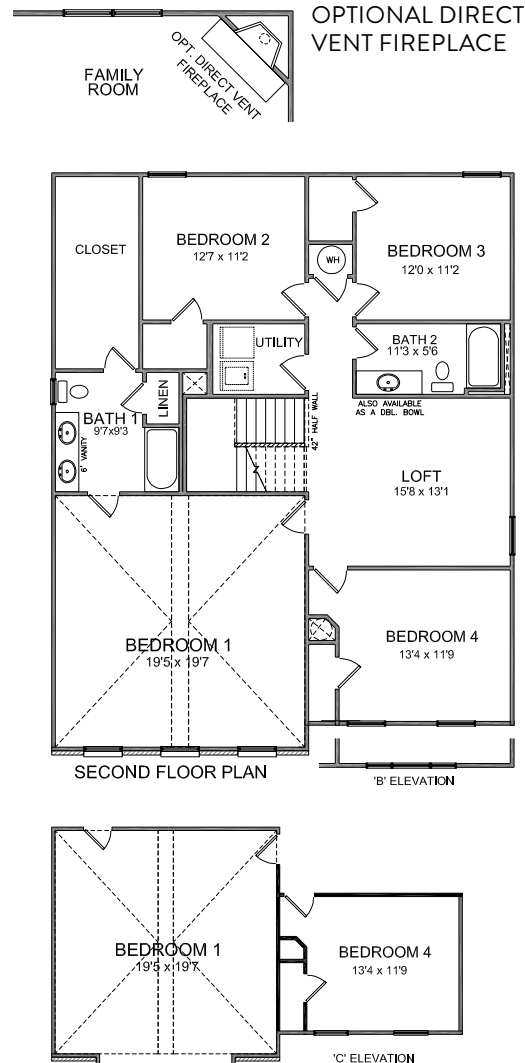 OPTIONAL DIRECT
VENT FIREPLACE
FAMILY
ROOM
OPT. DIRECT VENT
FIREPLACE
CLOSET
BEDROOM 2
12'7 x 11'2
BEDROOM 3
12'0 x 11'2
WH
UTILITY
BATH 2
11'3 x 5'6
ALSO AVAILABLE
AS A DBL. BOWL
LINEN
BATH 1
9'7x9'3
6' VANITY
42" HALF WALL
LOFT
15'8 x 13'1
BEDROOM 1
19'5 x 19'7
BEDROOM 4
13'4 x 11'9
SECOND FLOOR PLAN
'B' ELEVATION
BEDROOM 1
19'5 x 19'7
BEDROOM 4
13'4 x 11'9
'C' ELEVATION